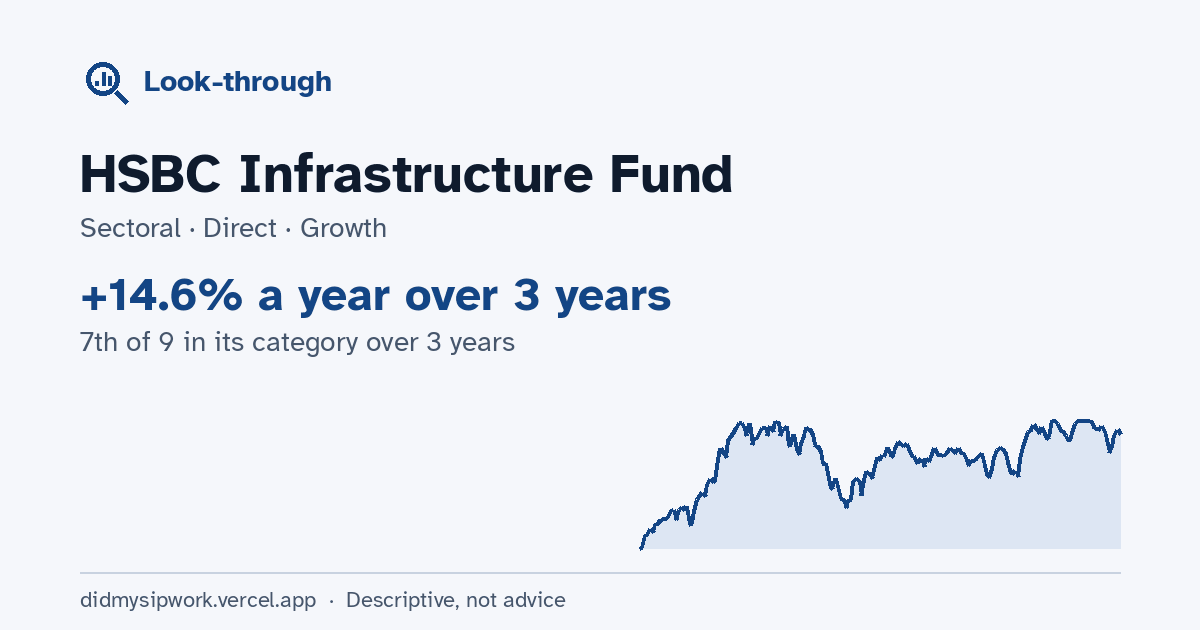 Look-through
HSBC Infrastructure Fund
Sectoral · Direct · Growth
+14.6% a year over 3 years
7th of 9 in its category over 3 years
didmysipwork.vercel.app · Descriptive, not advice